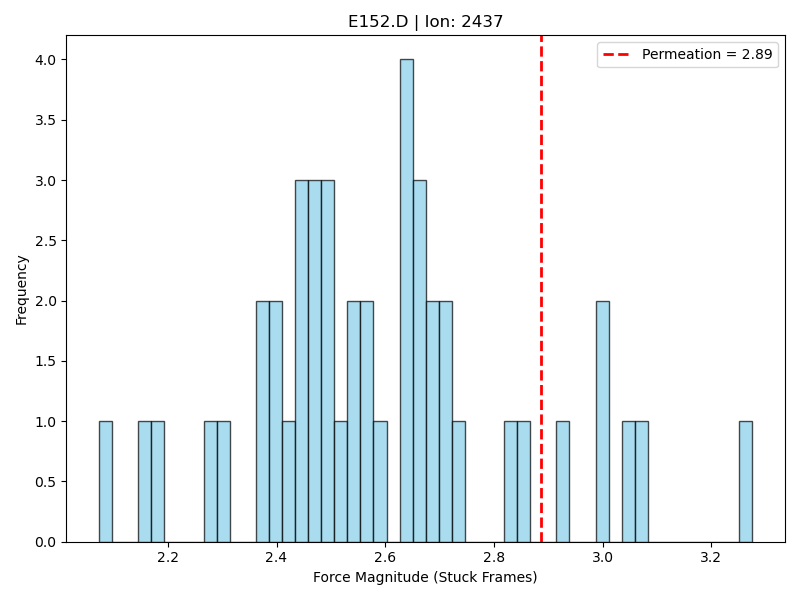 E152.D | Ion: 2437
Permeation = 2.89
4.0
3.5
3.0
2.5
2.0
1.5
1.0
0.5
0.0
Frequency
2.2 2.4 2.6 2.8 3.0 3.2
Force Magnitude (Stuck Frames)